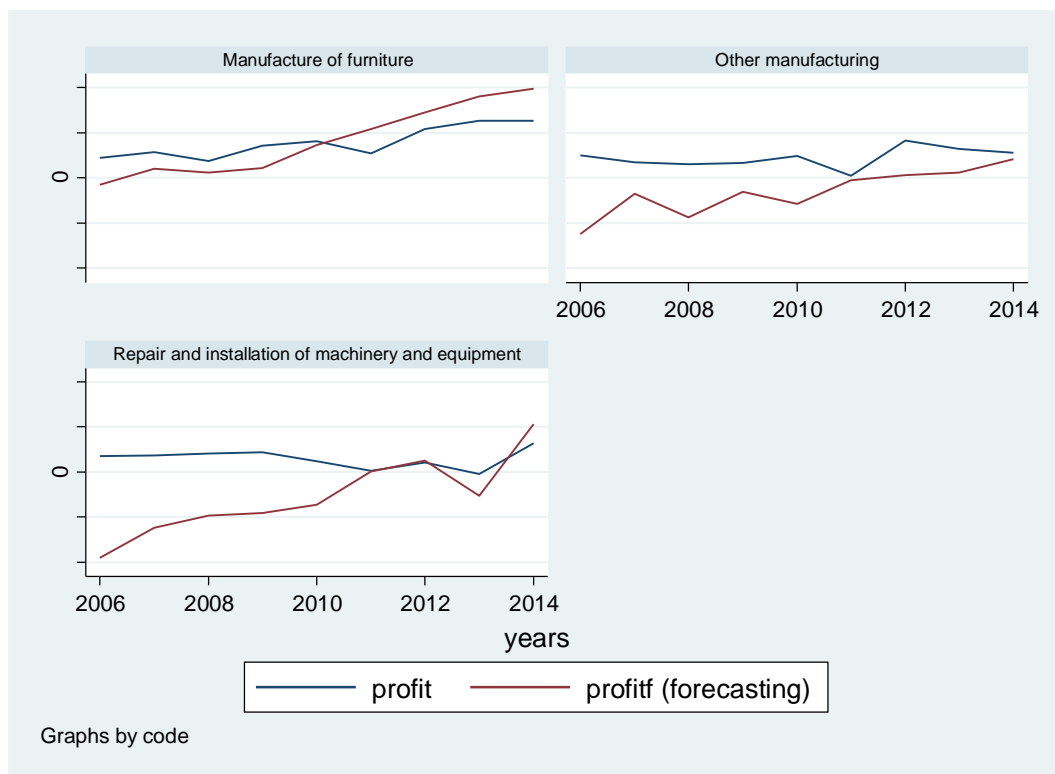 Manufacture of furniture
Other manufacturing
0
2006 2008 2010 2012 2014
Repair and installation of machinery and equipment
0
2006 2008 2010 2012 2014
years
profit profitf (forecasting)
Graphs by code